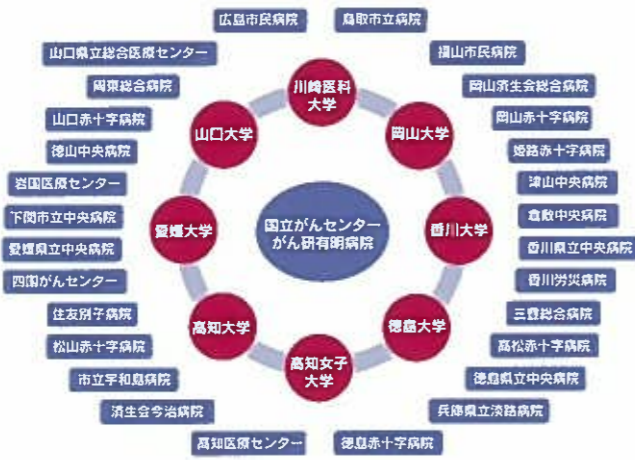 広島市民病院
鳥取市立病院
山口県立総合医療センター
福山市民病院
周東総合病院
川崎医科
大学
岡山済生会総合病院
山口赤十字病院
山口大学
岡山大学
岡山赤十字病院
徳山中央病院
姫路赤十字病院
岩国医療センター
津山中央病院
下関市立中央病院
愛媛大学
国立がんセンター
がん研有明病院
香川大学
倉敷中央病院
愛媛県立中央病院
香川県立中央病院
四国がんセンター
香川労災病院
住友別子病院
高知大学
徳島大学
三豊総合病院
松山赤十字病院
高知女子
大学
高松赤十字病院
市立宇和島病院
徳島県立中央病院
済生会今治病院
兵庫県立淡路病院
高知医療センター
徳島赤十字病院